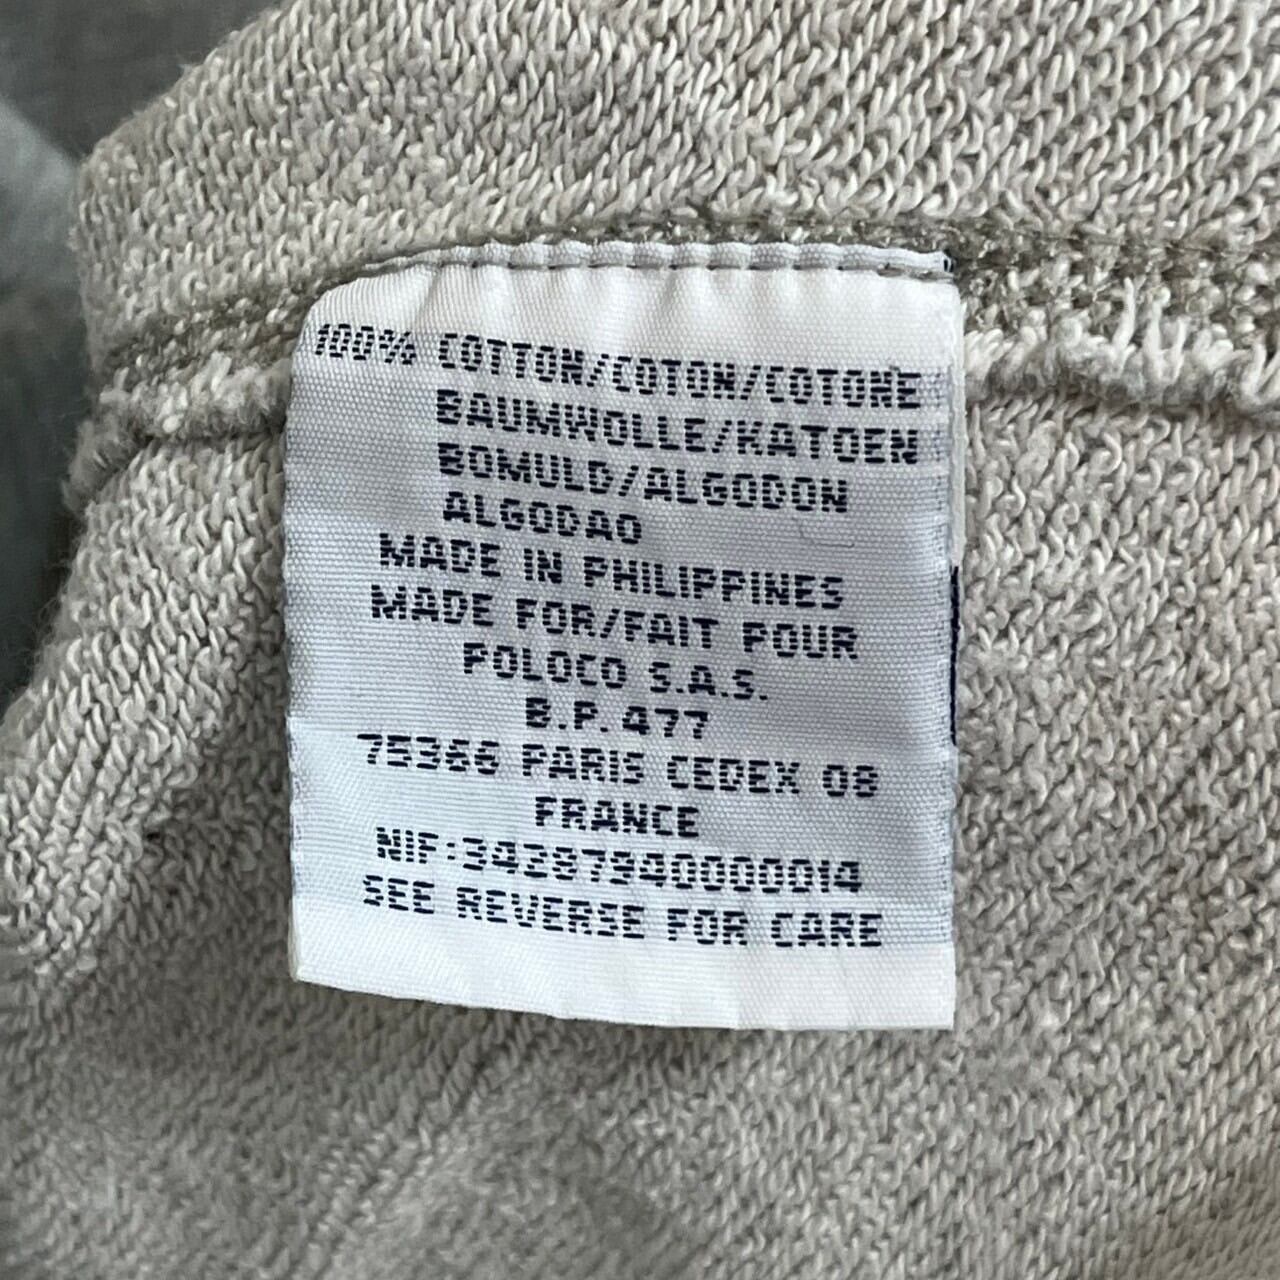 100% COTTON/COTON/COTONE
BAUMWOLLE/KATOEN
BOMULD/ALGODON
ALGODAO
MADE IN PHILIPPINES
MADE FOR/FAIT POUR
POLOCO S.A.S.
B.P. 477
75366 PARIS CEDEX 08
FRANCE
NIF:34287940000014
SEE REVERSE FOR CARE